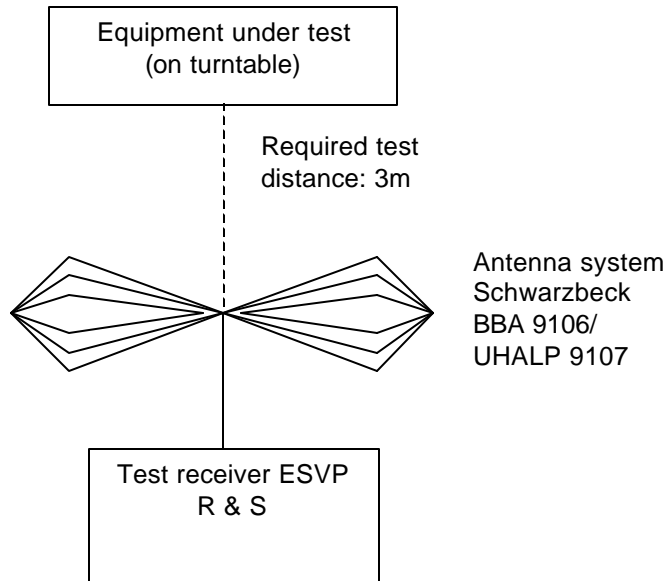 Equipment under test
(on turntable)
Required test
distance: 3m
Antenna system
Schwarzbeck
BBA 9106/
UHALP 9107
Test receiver ESVP
R & S